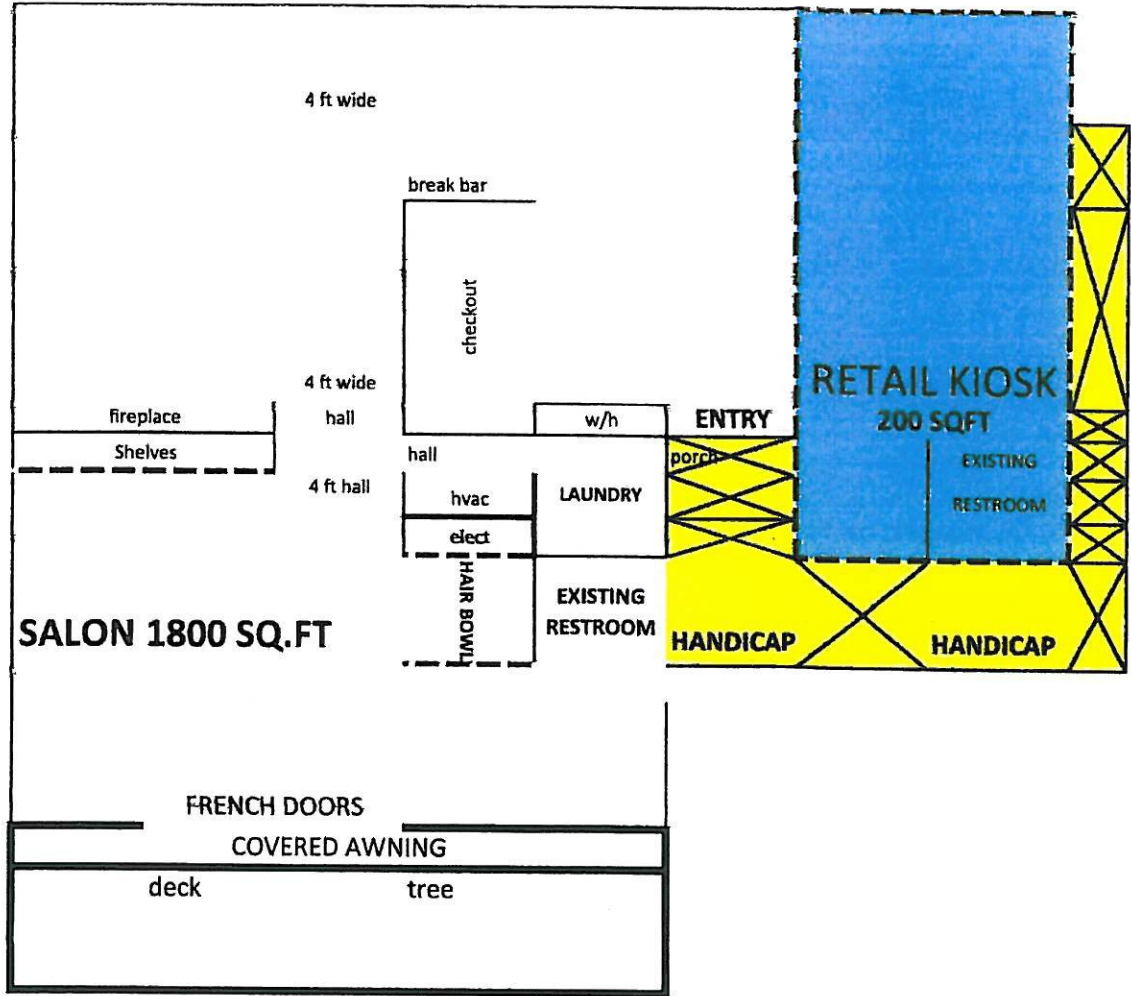 4 ft wide
break bar
checkout
4 ft wide
hall
fireplace
Shelves
hall
4 ft hall
w/h
ENTRY
porch
RETAIL KIOSK
200 SQFT
EXISTING
RESTROOM
hvac
elect
LAUNDRY
HAIR BOWL
EXISTING
RESTROOM
HANDICAP
HANDICAP
SALON 1800 SQ.FT
FRENCH DOORS
COVERED AWNING
deck
tree